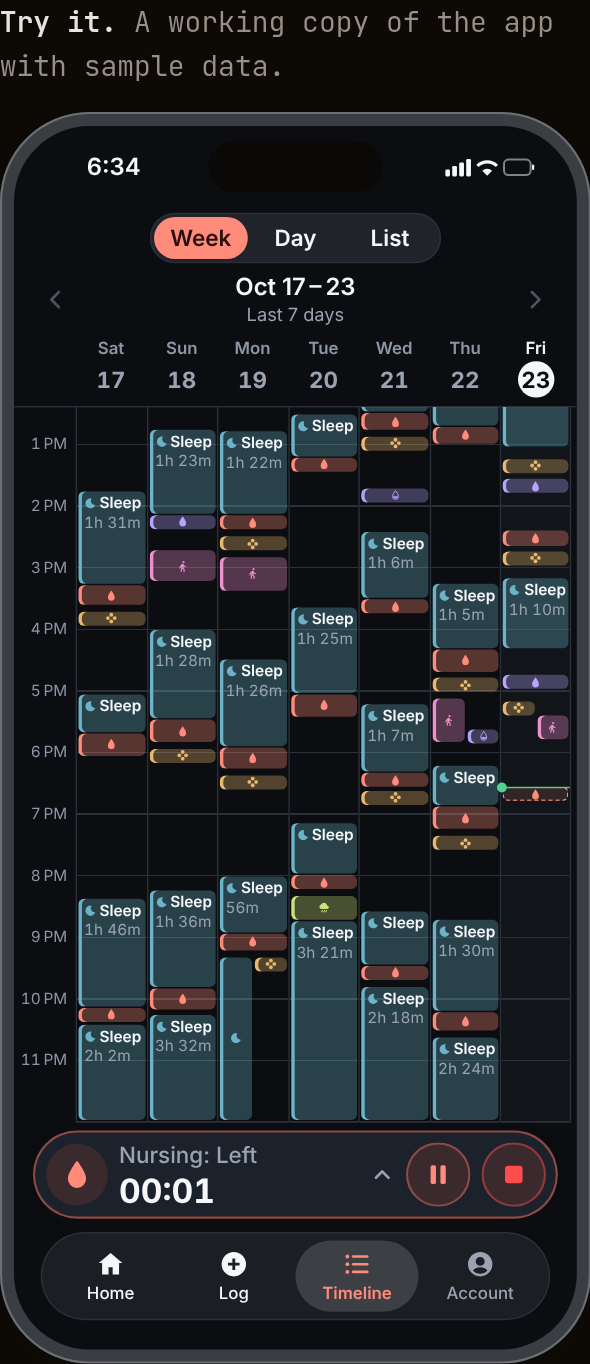 Try it. A working copy of the app
with sample data.
6:34
Week Day List
Oct 17 – 23
Last 7 days
Sat Sun Mon Tue Wed Thu Fri
17 18 19 20 21 22 23
1 PM
2 PM
3 PM
4 PM
5 PM
6 PM
7 PM
8 PM
9 PM
10 PM
11 PM
Sleep
1h 31m
Sleep
Sleep
1h 46m
Sleep
2h 2m
Sleep
1h 23m
Sleep
1h 28m
Sleep
1h 36m
Sleep
3h 32m
Sleep
1h 22m
Sleep
1h 26m
Sleep
56m
Sleep
Sleep
1h 25m
Sleep
Sleep
3h 21m
Sleep
1h 6m
Sleep
1h 7m
Sleep
Sleep
2h 18m
Sleep
1h 5m
Sleep
Sleep
1h 30m
Sleep
2h 24m
Sleep
1h 10m
Nursing: Left
00:01
Home Log Timeline Account